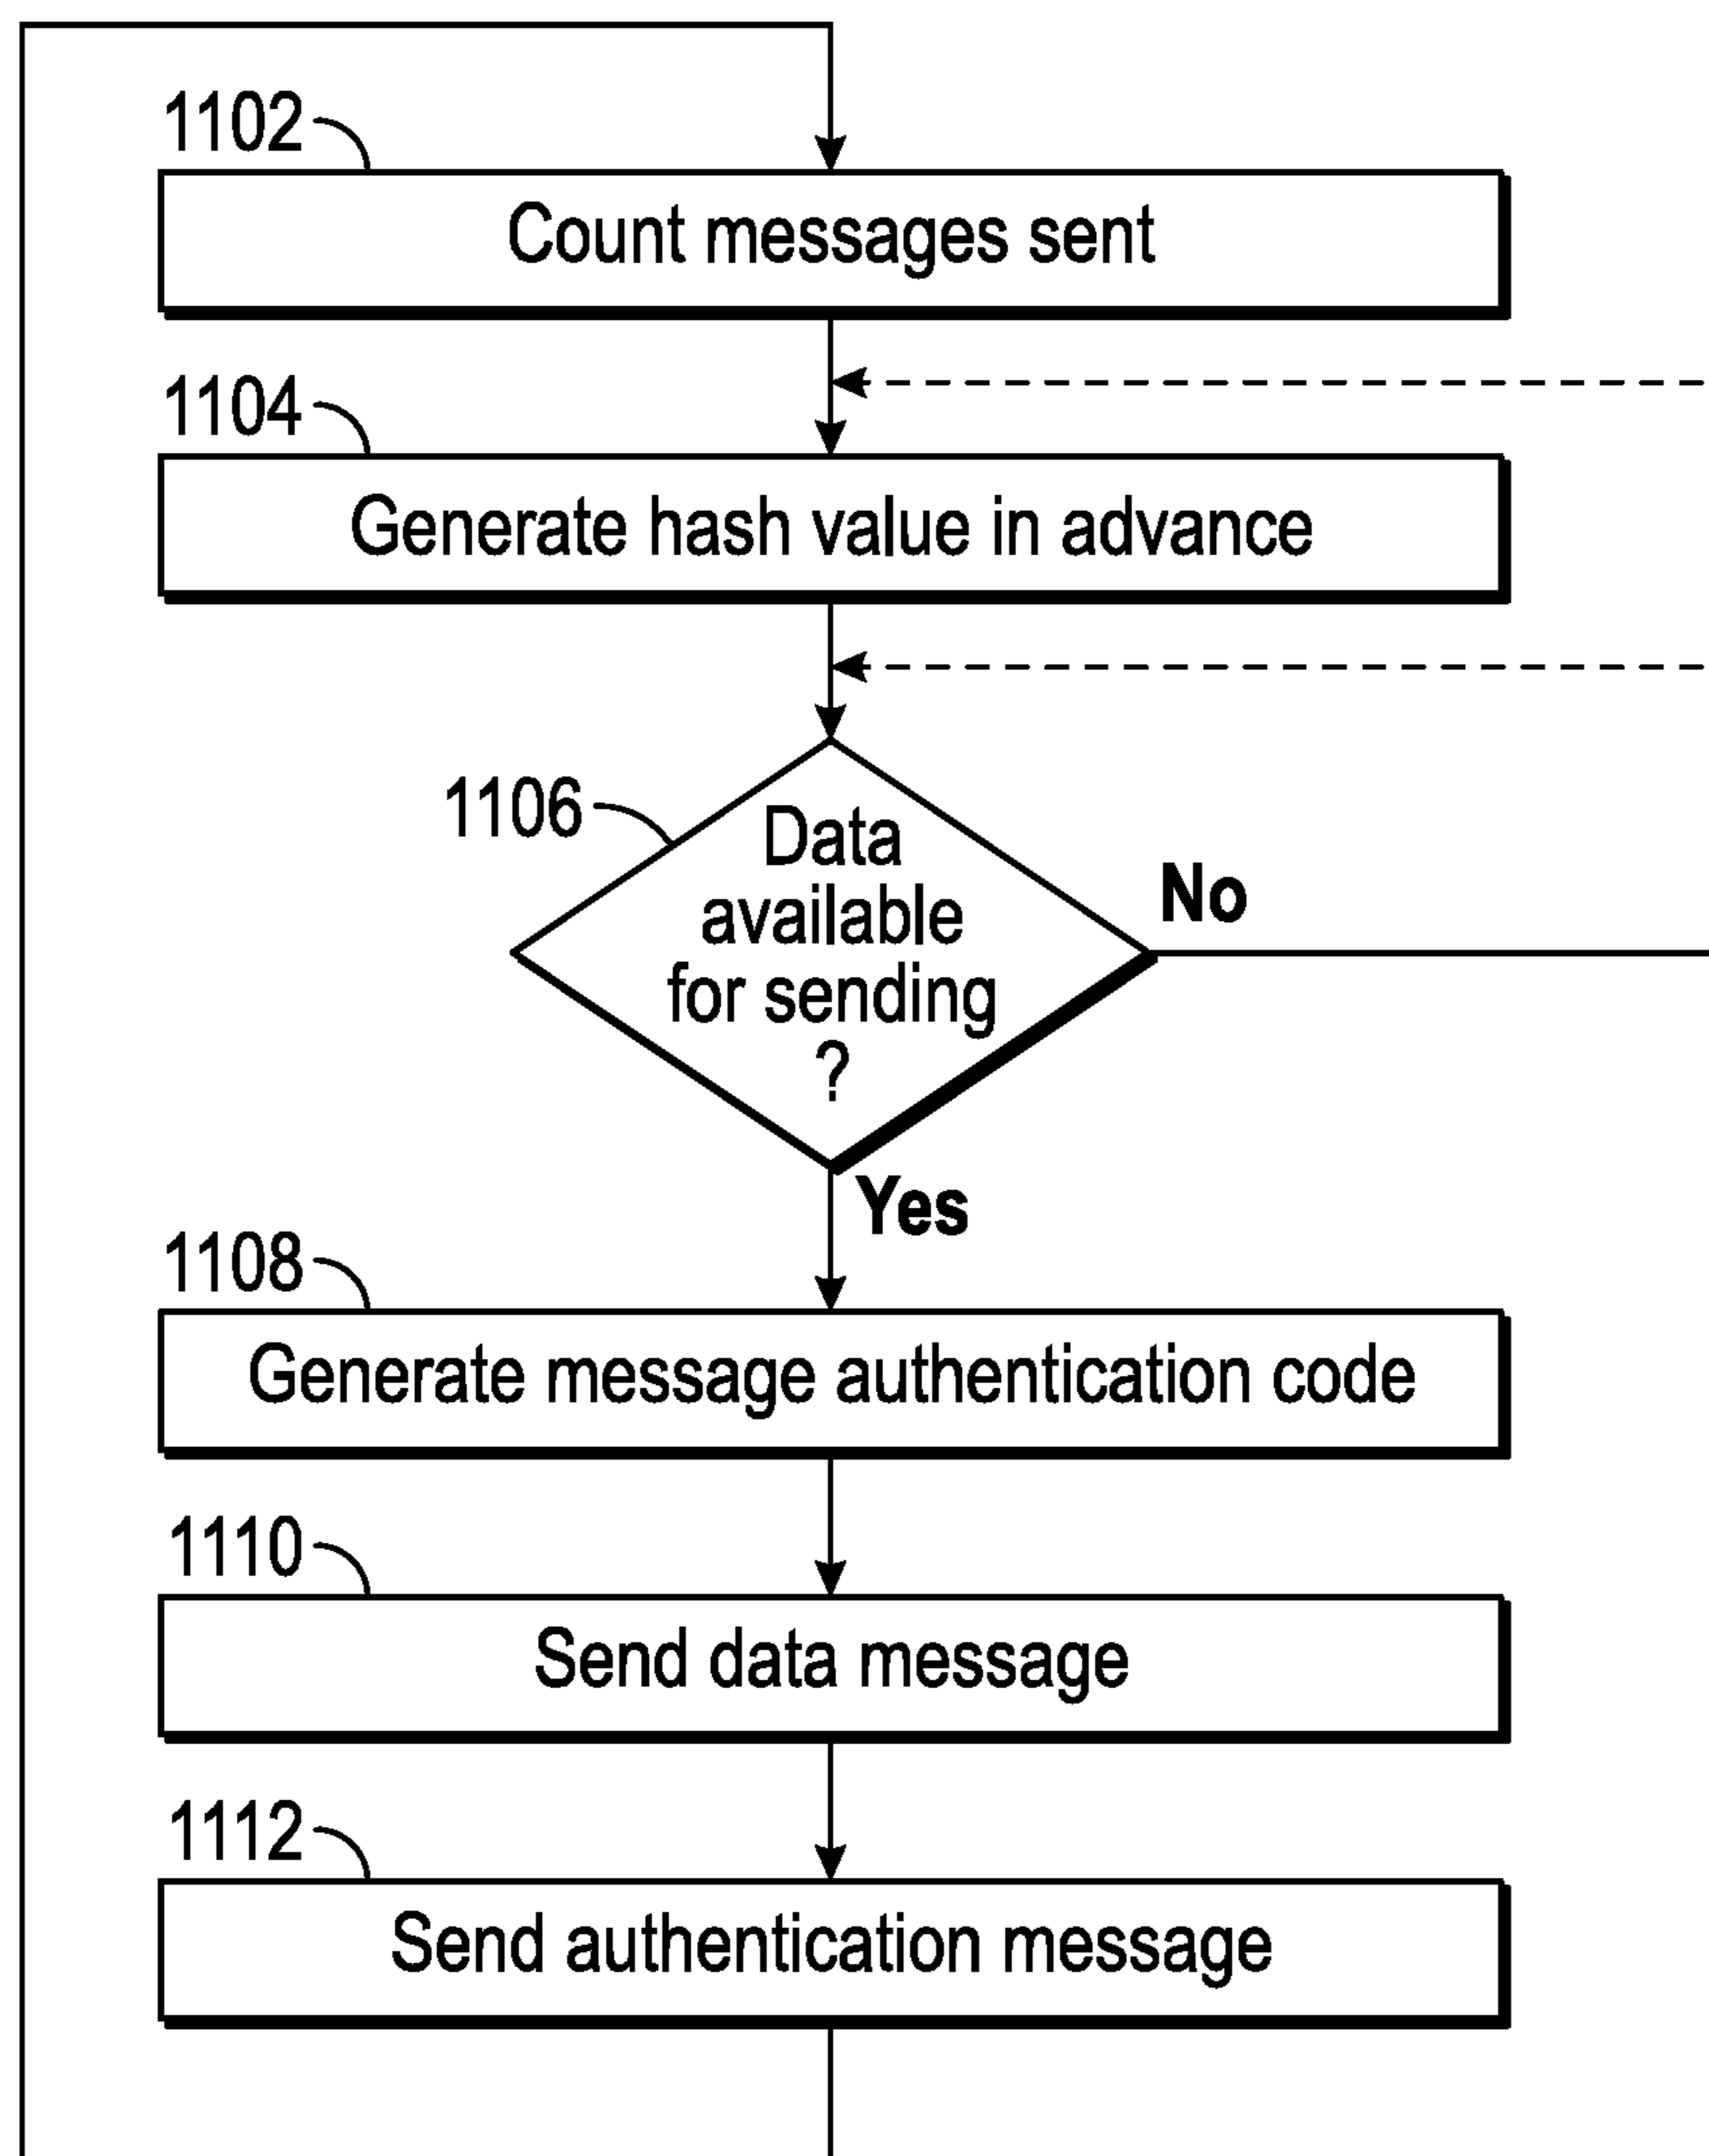 1102
Count messages sent
1104
Generate hash value in advance
1106
Data
available
for sending
?
No
Yes
1108
Generate message authentication code
1110
Send data message
1112
Send authentication message